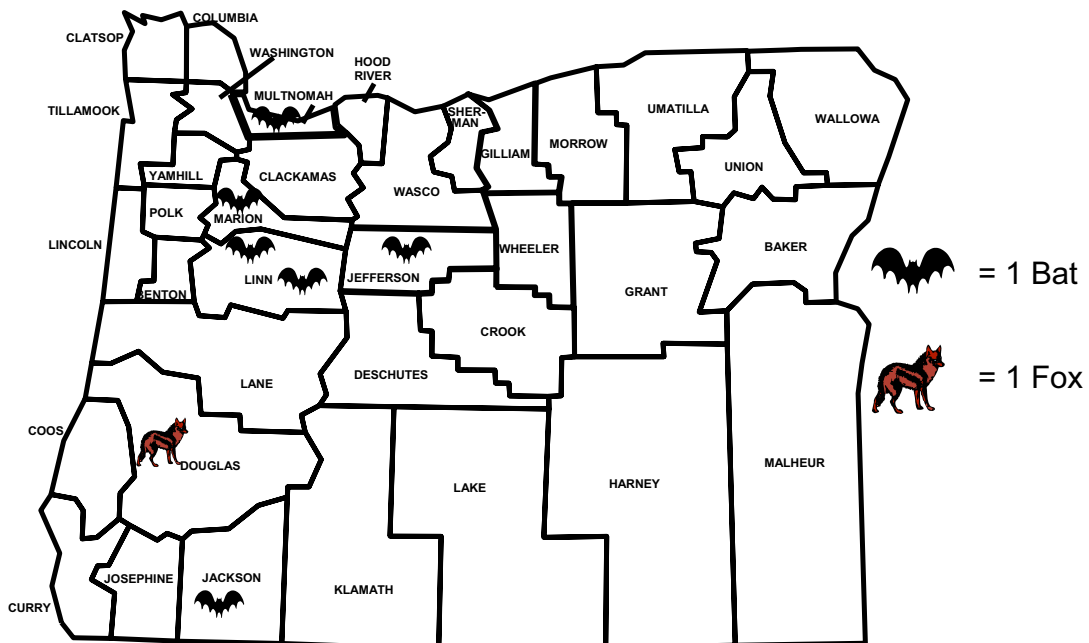 COLUMBIA
CLATSOP
WASHINGTON
HOOD
RIVER
TILLAMOOK
MULTNOMAH
SHER-
MAN
UMATILLA
WALLOWA
GILLIAM
MORROW
YAMHILL
CLACKAMAS
WASCO
UNION
POLK
MARION
LINCOLN
WHEELER
BAKER
BENTON
LINN
JEFFERSON
GRANT
= 1 Bat
CROOK
DESCHUTES
LANE
= 1 Fox
COOS
DOUGLAS
LAKE
HARNEY
MALHEUR
JOSEPHINE
JACKSON
KLAMATH
CURRY